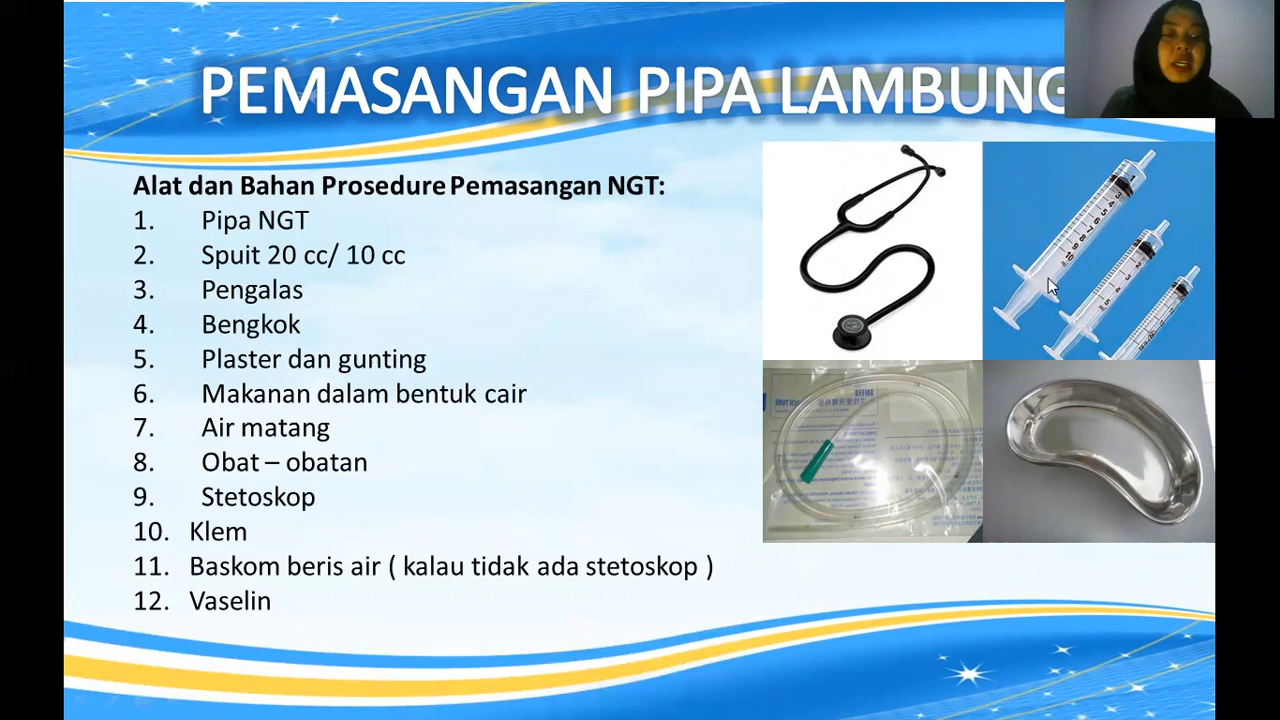 PEMASANGAN PIPA LAMBUNG
Alat dan Bahan Prosedure Pemasangan NGT:
1. Pipa NGT
2. Spuit 20 cc/ 10 cc
3. Pengalas
4. Bengkok
5. Plaster dan gunting
6. Makanan dalam bentuk cair
7. Air matang
8. Obat – obatan
9. Stetoskop
10. Klem
11. Baskom beris air ( kalau tidak ada stetoskop )
12. Vaselin